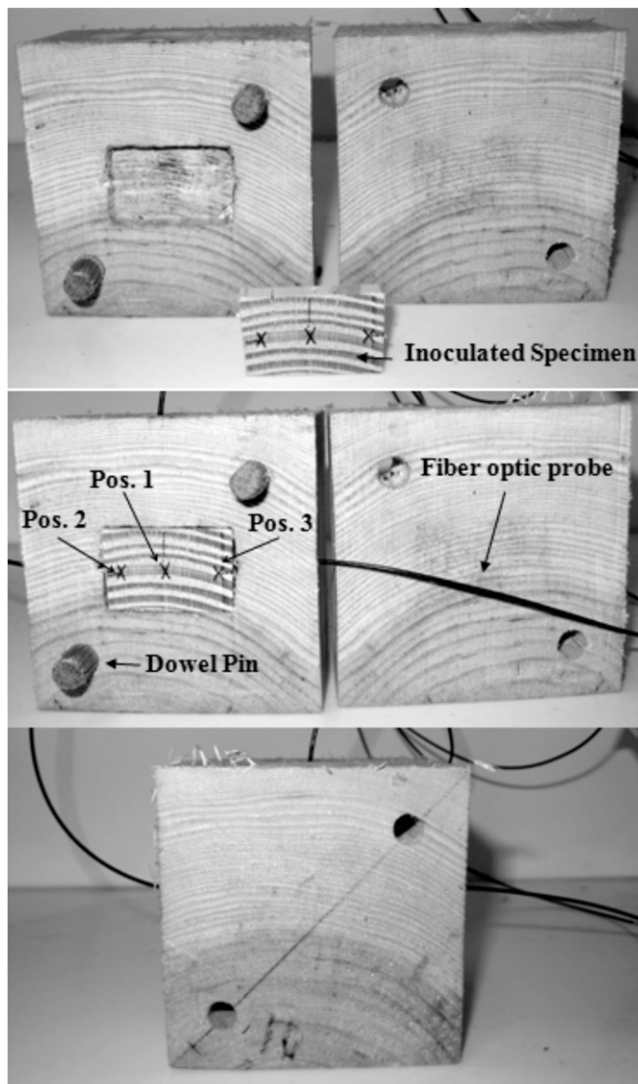 Inoculated Specimen
Pos. 1
Fiber optic probe
Pos. 2
Pos. 3
Dowel Pin